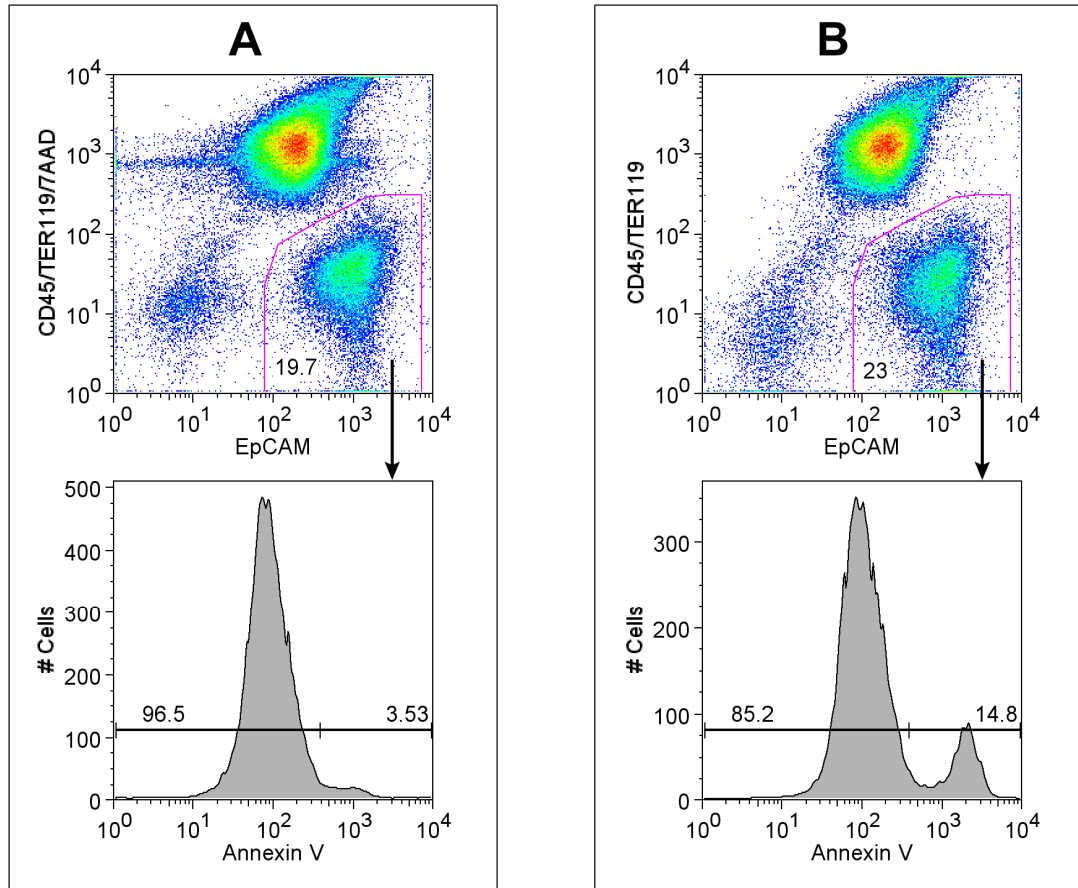 A
CD45/TER119/7AAD
10^4
10^3
10^2
10^1
10^0
19.7
10^0 10^1 10^2 10^3 10^4
EpCAM
# Cells
500
400
300
200
100
0
96.5 3.53
10^0 10^1 10^2 10^3 10^4
Annexin V
B
CD45/TER119
10^4
10^3
10^2
10^1
10^0
23
10^0 10^1 10^2 10^3 10^4
EpCAM
# Cells
300
200
100
0
85.2 14.8
10^0 10^1 10^2 10^3 10^4
Annexin V